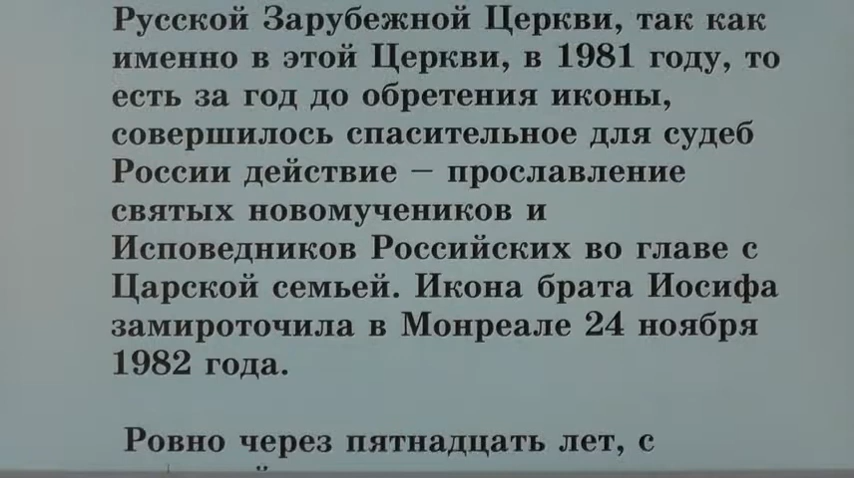 Русской Зарубежной Церкви, так как
именно в этой Церкви, в 1981 году, то
есть за год до обретения иконы,
совершилось спасительное для судеб
России действие – прославление
святых новомучеников и
Исповедников Российских во главе с
Царской семьей. Икона брата Иосифа
замироточила в Монреале 24 ноября
1982 года.
Ровно через пятнадцать лет, с